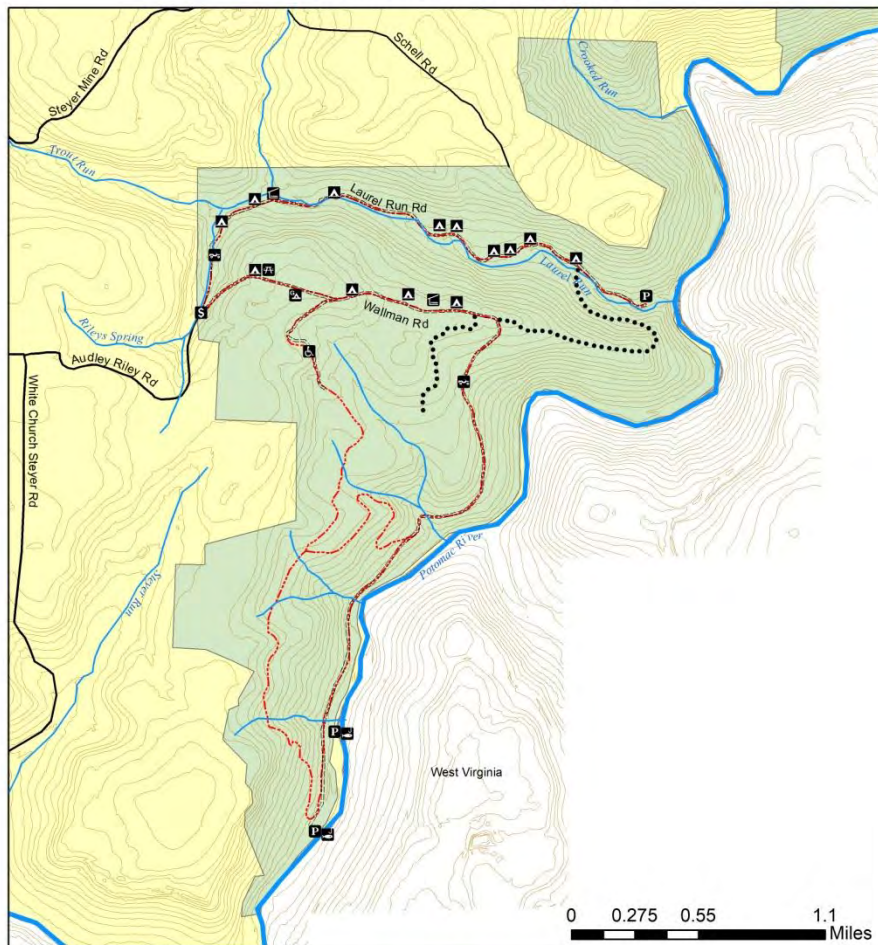 Steyer Mine Rd
Schell Rd
Crooked Run
Trout Run
Laurel Run Rd
Laurel Run
$
P
Wallman Rd
Rileys Spring
Audley Riley Rd
White Church Steyer Rd
Potomac River
Steyer Run
P
West Virginia
P
0 0.275 0.55 1.1
Miles